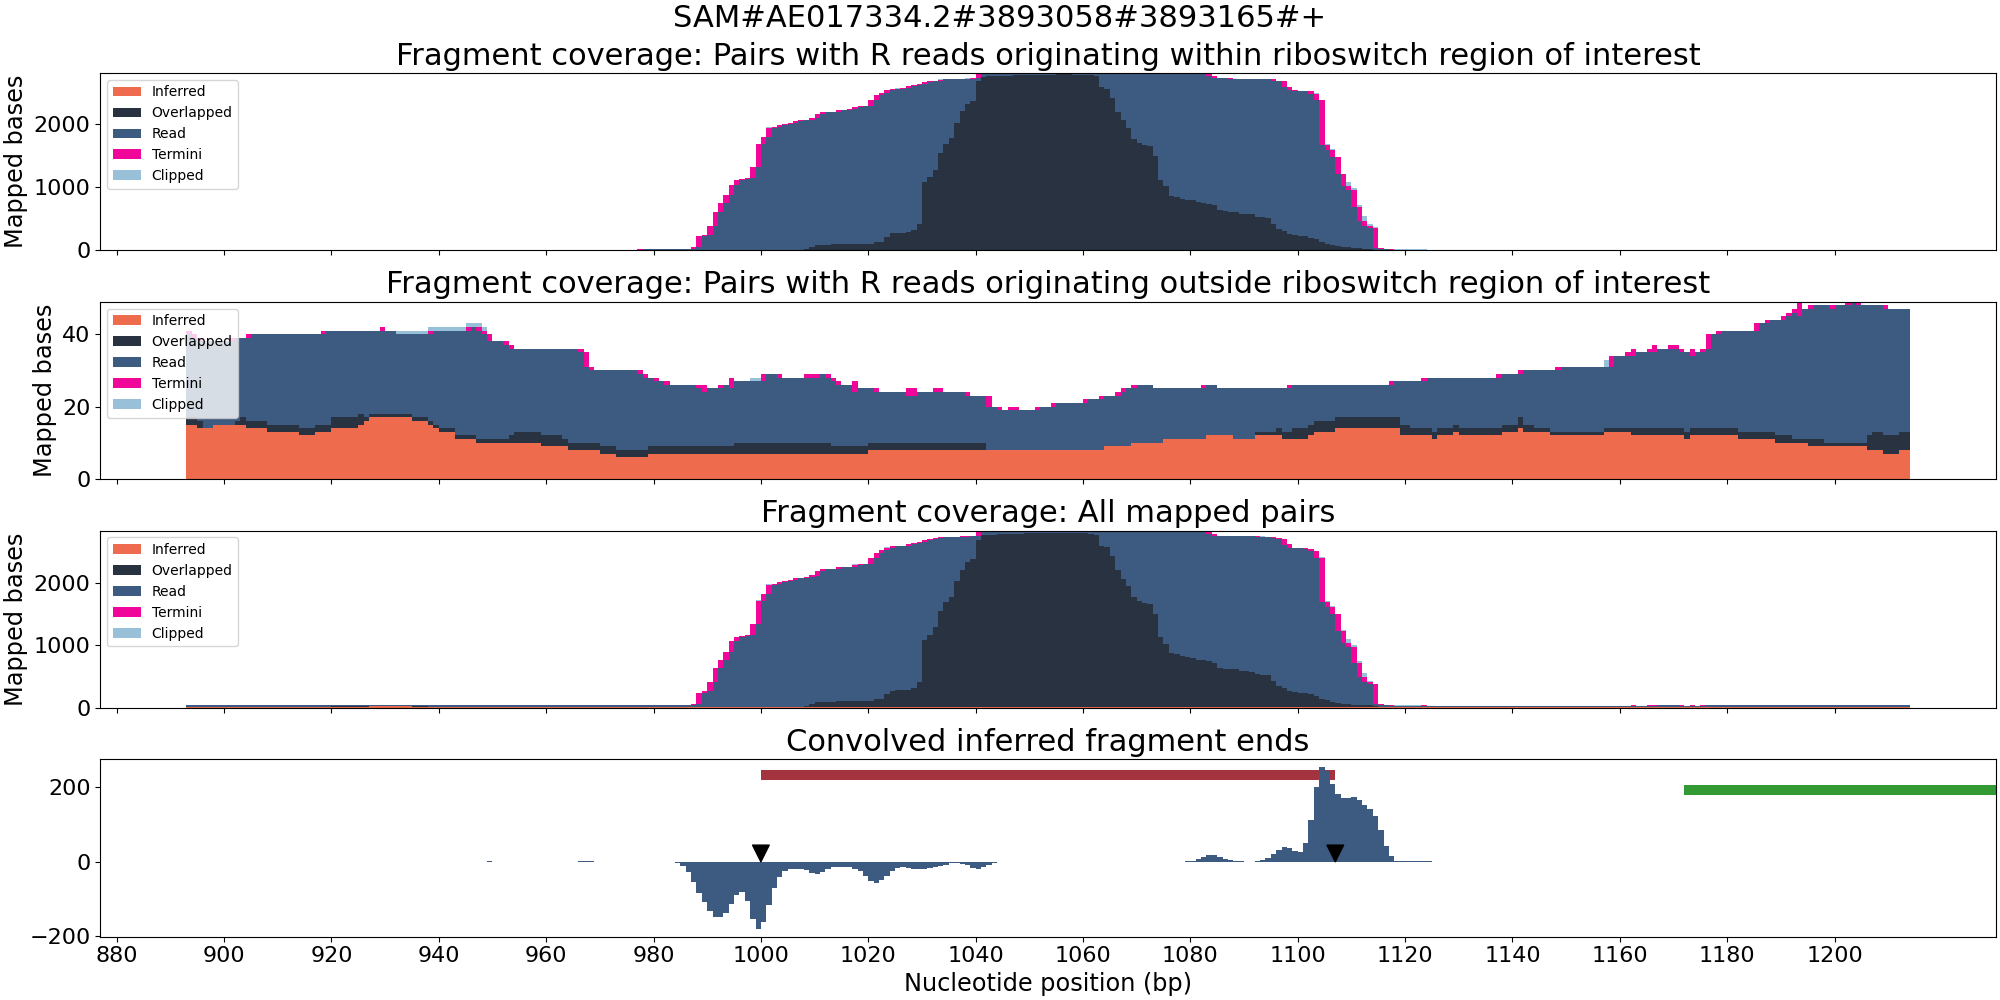 SAM#AE017334.2#3893058#3893165#+
Fragment coverage: Pairs with R reads originating within riboswitch region of interest
Mapped bases
2000
1000
0
Inferred
Overlapped
Read
Termini
Clipped
Fragment coverage: Pairs with R reads originating outside riboswitch region of interest
Mapped bases
40
20
0
Inferred
Overlapped
Read
Termini
Clipped
Fragment coverage: All mapped pairs
Mapped bases
2000
1000
0
Inferred
Overlapped
Read
Termini
Clipped
Convolved inferred fragment ends
200
0
−200
880 900 920 940 960 980 1000 1020 1040 1060 1080 1100 1120 1140 1160 1180 1200
Nucleotide position (bp)